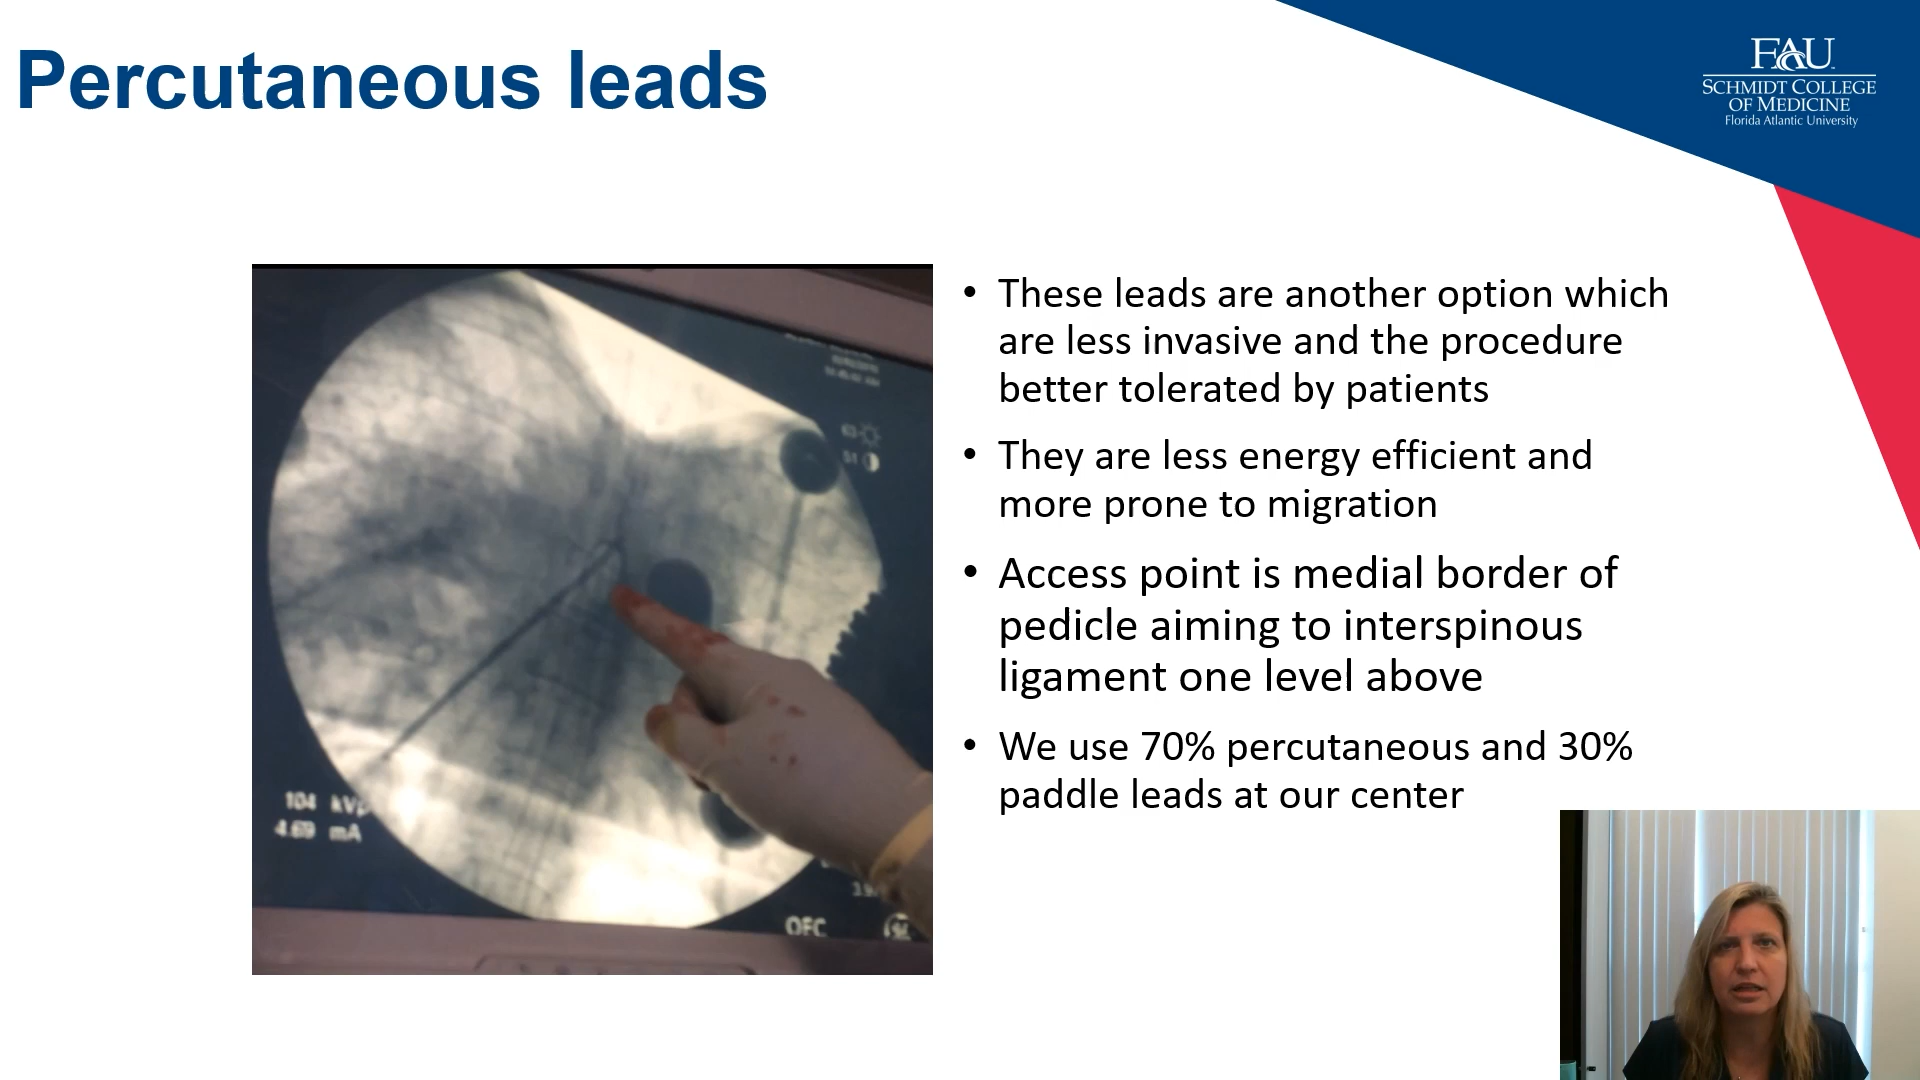 Percutaneous leads
FAU
SCHMIDT COLLEGE
OF MEDICINE
Florida Atlantic University
• These leads are another option which
are less invasive and the procedure
better tolerated by patients
• They are less energy efficient and
more prone to migration
• Access point is medial border of
pedicle aiming to interspinous
ligament one level above
• We use 70% percutaneous and 30%
paddle leads at our center
63
51
104 kVp
4.69 mA